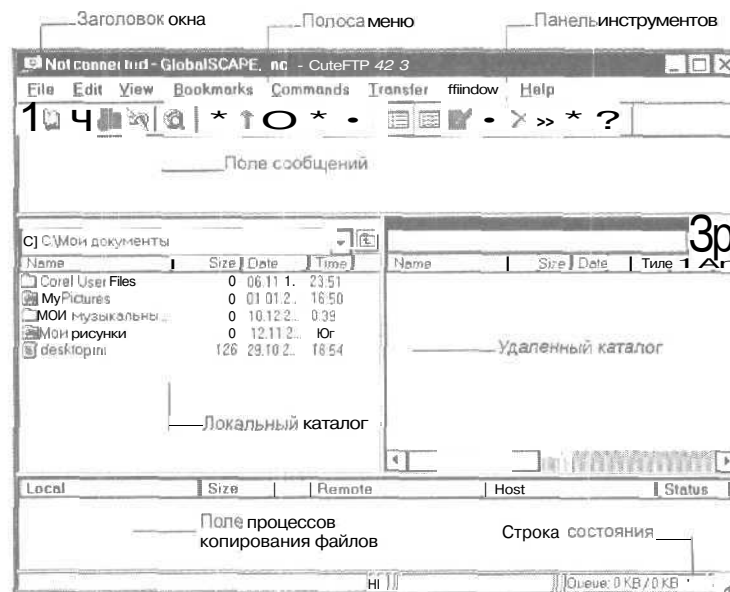 Заголовок окна
Полоса меню
Панель инструментов
Not connected - GlobalSCAPE, Inc. - CuteFTP 42 3
File Edit View Bookmarks Commands Transfer ffiindow Help
Поле сообщений
C] C:\Мои документы
Name Size Date Time
Name Size Date
Corel User Files 0 06.11 1. 23:51
My Pictures 0 01.01.2... 16:50
МОИ музыкальны... 0 10.12.2... 0:39
Мои рисунки 0 12.11.2... Юг
desktop.ini 126 29.10.2... 16:54
Удаленный каталог
Локальный каталог
Local Size Remote Host Status
Поле процессов
копирования файлов
Строка состояния
Queue: 0 KB / 0 KB